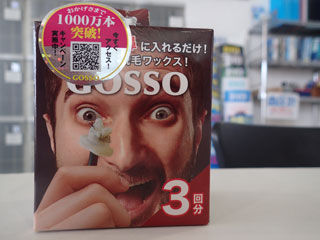 おかげさまで
1000万本
突破!
今すぐ
アクセス!
キャンペーン
実施中!
GOSSO
に入れるだけ!
毛ワックス!
GOSSO
3回分